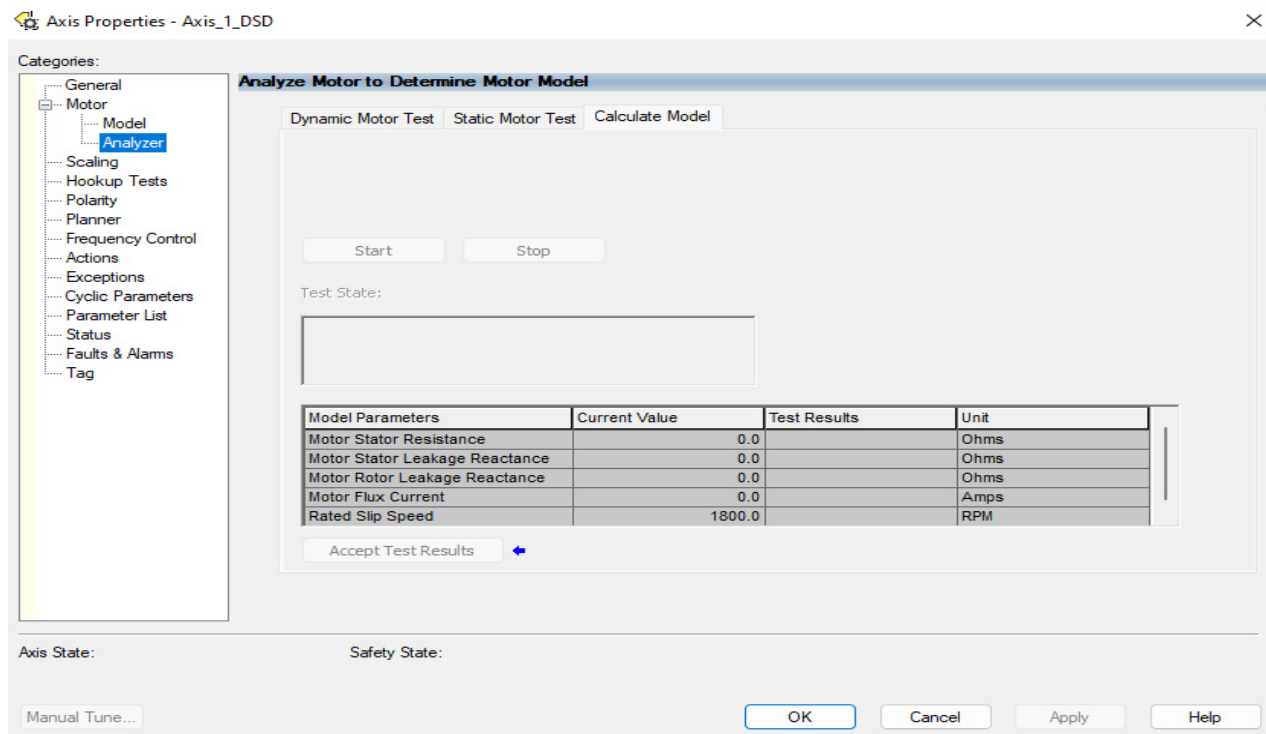 Axis Properties - Axis_1_DSD
Categories:
General
Motor
Model
Analyzer
Scaling
Hookup Tests
Polarity
Planner
Frequency Control
Actions
Exceptions
Cyclic Parameters
Parameter List
Status
Faults & Alarms
Tag
Analyze Motor to Determine Motor Model
Dynamic Motor Test Static Motor Test Calculate Model
Start Stop
Test State:
Model Parameters Current Value Test Results Unit
Motor Stator Resistance 0.0 Ohms
Motor Stator Leakage Reactance 0.0 Ohms
Motor Rotor Leakage Reactance 0.0 Ohms
Motor Flux Current 0.0 Amps
Rated Slip Speed 1800.0 RPM
Accept Test Results
Axis State: Safety State:
Manual Tune... OK Cancel Apply Help